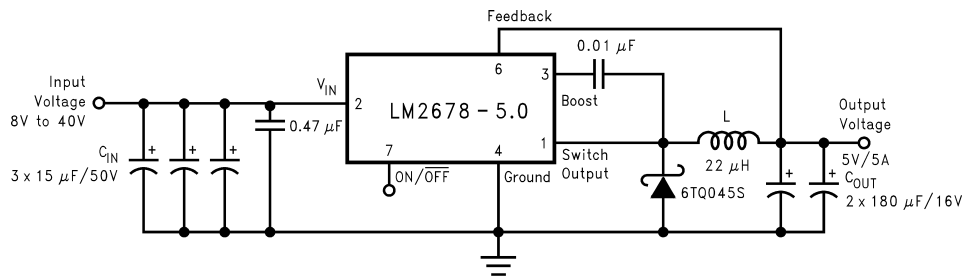 Feedback
0.01 μF
Input
Voltage
8V to 40V
V_IN
2
6
3
LM2678 – 5.0
Boost
C_IN
3 x 15 μF/50V
+
+
+
0.47 μF
7
4
1
ON/O̅F̅F̅
Ground
Switch
Output
L
22 μH
6TQ045S
Output
Voltage
5V/5A
+
+
C_OUT
2 x 180 μF/16V